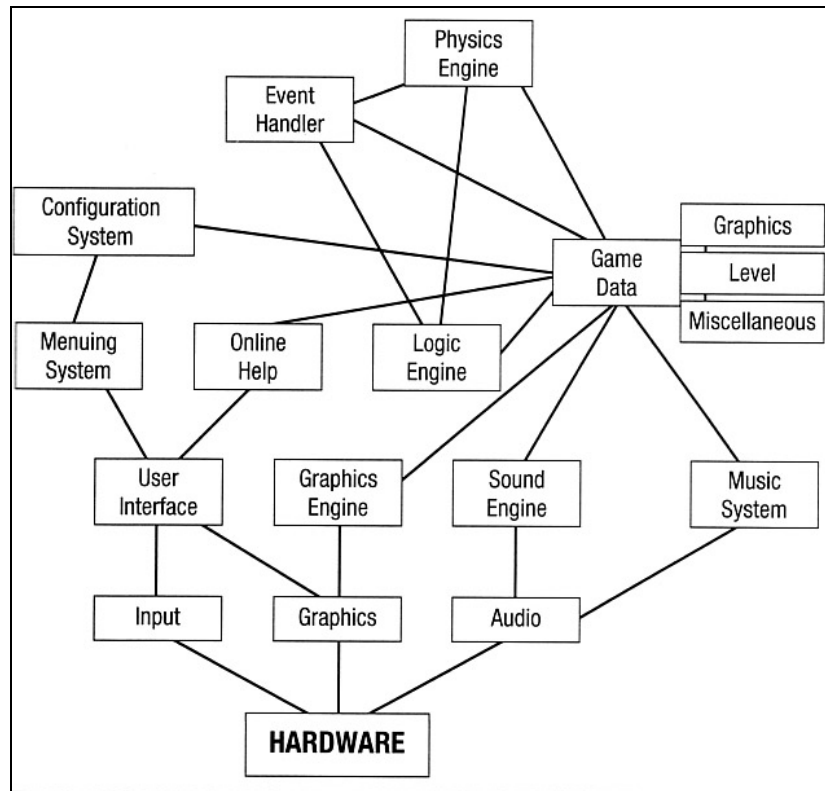 Physics
Engine
Event
Handler
Configuration
System
Game
Data
Graphics
Level
Miscellaneous
Menuing
System
Online
Help
Logic
Engine
User
Interface
Graphics
Engine
Sound
Engine
Music
System
Input
Graphics
Audio
HARDWARE